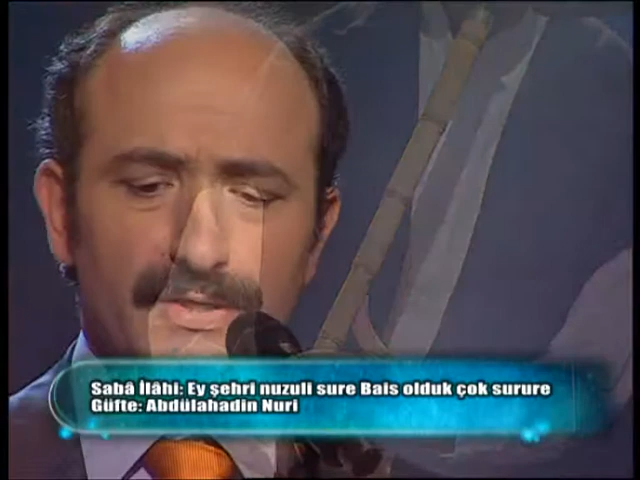 Sabâ İlâhi: Ey şehri nuzuli sure Bais olduk çok surure
Güfte: Abdülahadin Nuri